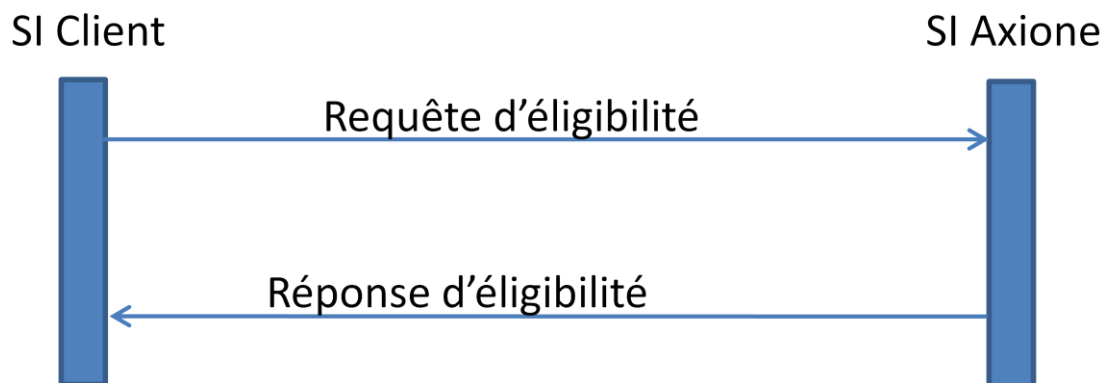 SI Client
SI Axione
Requête d’éligibilité
Réponse d’éligibilité